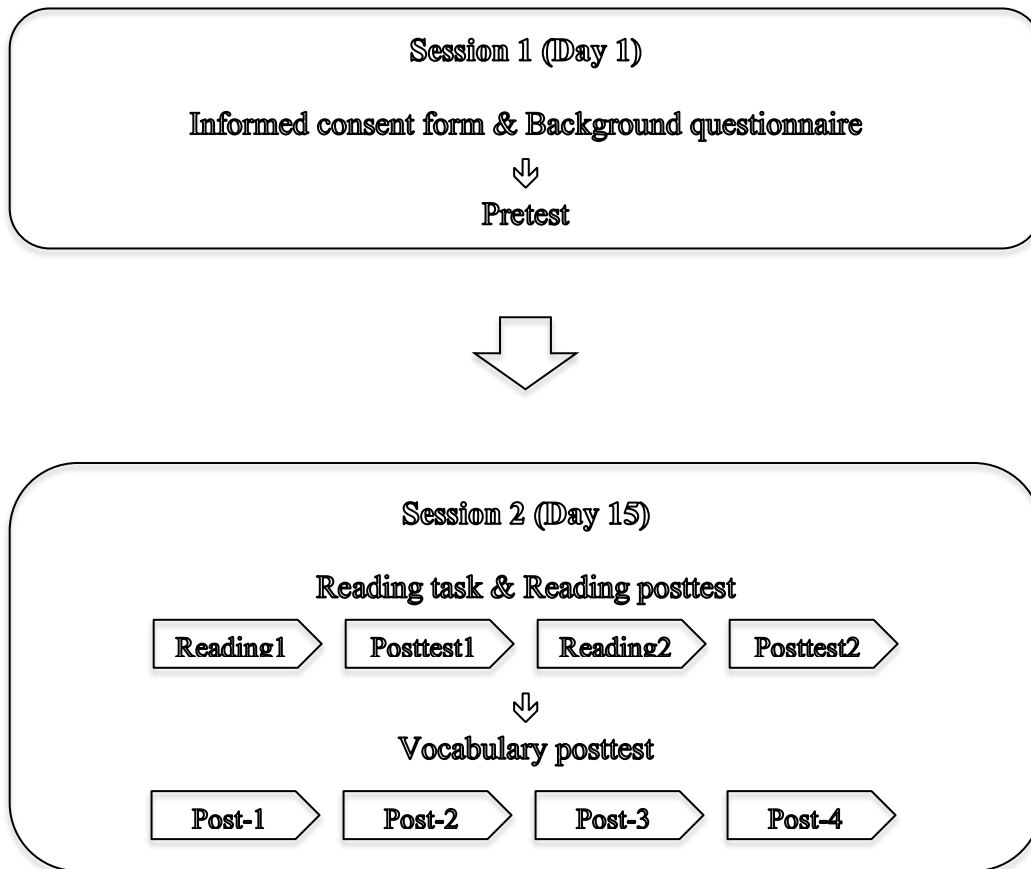 Session 1 (Day 1)
Informed consent form & Background questionnaire
Pretest
Session 2 (Day 15)
Reading task & Reading posttest
Reading1 Posttest1 Reading2 Posttest2
Vocabulary posttest
Post-1 Post-2 Post-3 Post-4